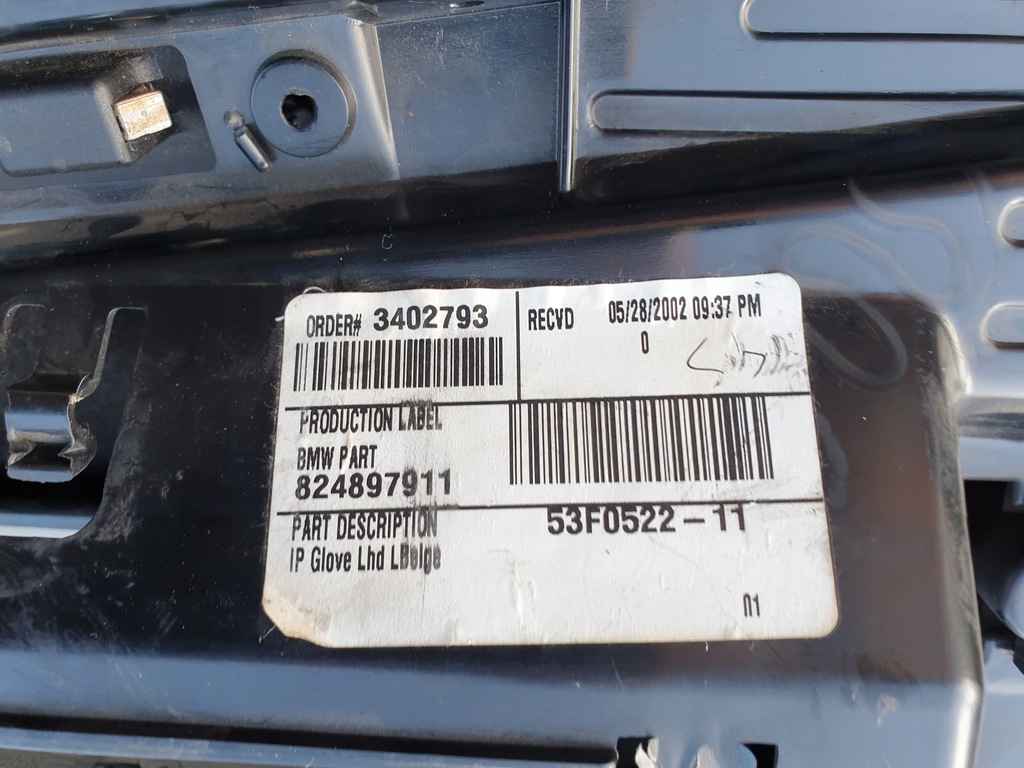 ORDER# 3402793
RECVD 05/28/2002 09:37 PM
0
PRODUCTION LABEL
BMW PART
824897911
PART DESCRIPTION
53F0522-11
IP Glove Lhd LBeige
01